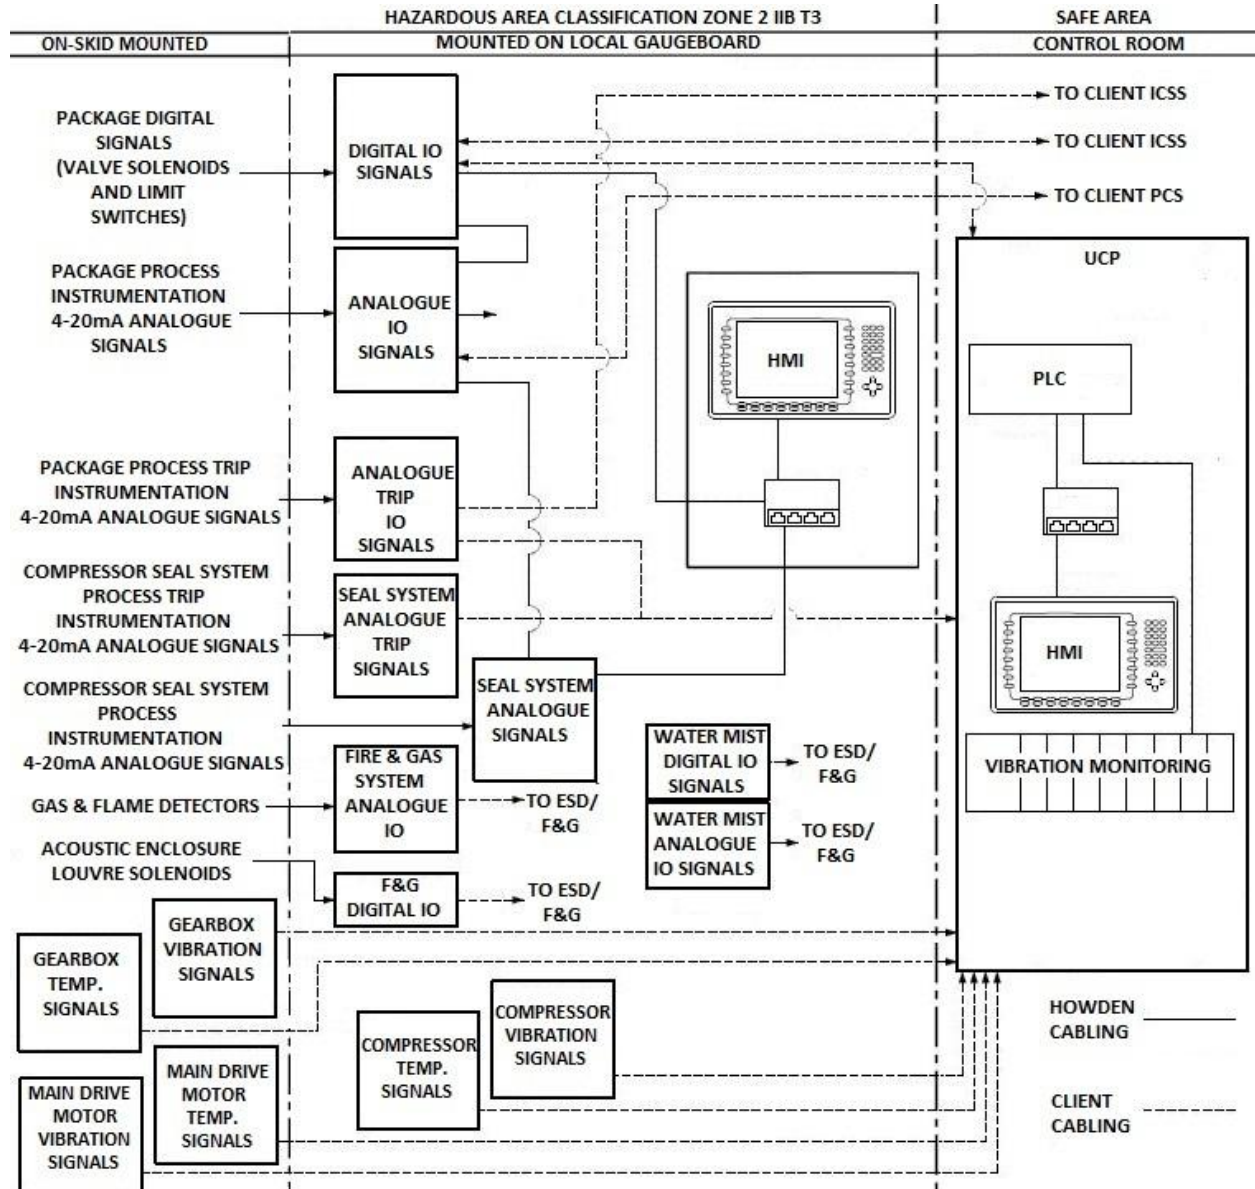 HAZARDOUS AREA CLASSIFICATION ZONE 2 IIB T3
SAFE AREA
ON-SKID MOUNTED
MOUNTED ON LOCAL GAUGEBOARD
CONTROL ROOM
PACKAGE DIGITAL
SIGNALS
(VALVE SOLENOIDS
AND LIMIT
SWITCHES)
DIGITAL IO
SIGNALS
TO CLIENT ICSS
TO CLIENT ICSS
TO CLIENT PCS
PACKAGE PROCESS
INSTRUMENTATION
4-20mA ANALOGUE
SIGNALS
ANALOGUE
IO
SIGNALS
HMI
UCP
PLC
PACKAGE PROCESS TRIP
INSTRUMENTATION
4-20mA ANALOGUE SIGNALS
ANALOGUE
TRIP
IO
SIGNALS
COMPRESSOR SEAL SYSTEM
PROCESS TRIP
INSTRUMENTATION
4-20mA ANALOGUE SIGNALS
SEAL SYSTEM
ANALOGUE
TRIP
SIGNALS
HMI
COMPRESSOR SEAL SYSTEM
PROCESS
INSTRUMENTATION
4-20mA ANALOGUE SIGNALS
SEAL SYSTEM
ANALOGUE
SIGNALS
VIBRATION MONITORING
GAS & FLAME DETECTORS
FIRE & GAS
SYSTEM
ANALOGUE
IO
TO ESD/
F&G
WATER MIST
DIGITAL IO
SIGNALS
TO ESD/
F&G
WATER MIST
ANALOGUE
IO SIGNALS
TO ESD/
F&G
ACOUSTIC ENCLOSURE
LOUVRE SOLENOIDS
F&G
DIGITAL IO
TO ESD/
F&G
GEARBOX
VIBRATION
SIGNALS
GEARBOX
TEMP.
SIGNALS
COMPRESSOR
VIBRATION
SIGNALS
COMPRESSOR
TEMP.
SIGNALS
MAIN DRIVE
MOTOR
TEMP.
SIGNALS
MAIN DRIVE
MOTOR
VIBRATION
SIGNALS
HOWDEN
CABLING
CLIENT
CABLING